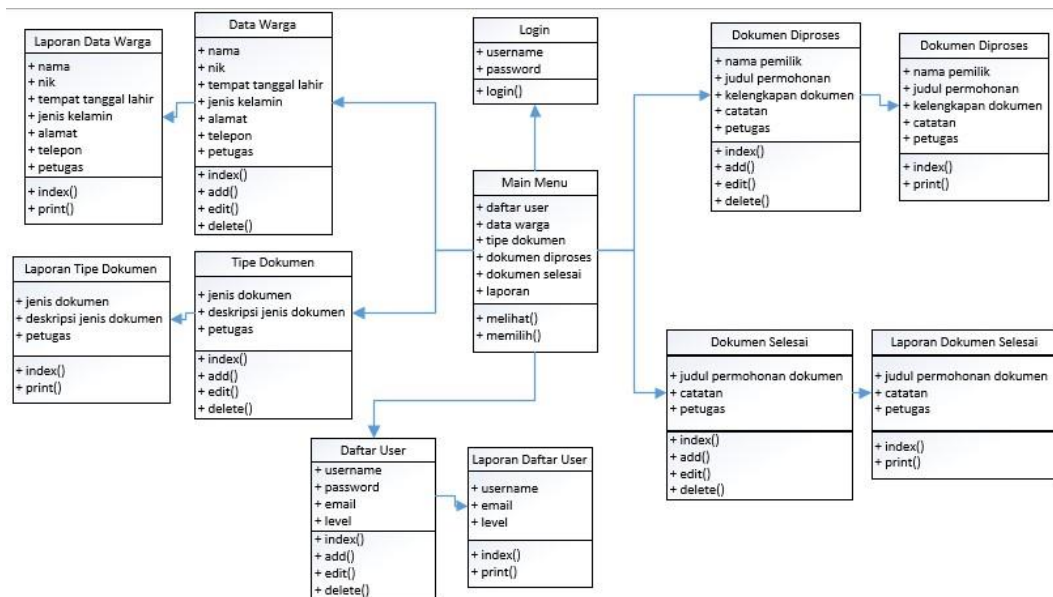 Laporan Data Warga
+ nama
+ nik
+ tempat tanggal lahir
+ jenis kelamin
+ alamat
+ telepon
+ petugas
+ index()
+ print()
Data Warga
+ nama
+ nik
+ tempat tanggal lahir
+ jenis kelamin
+ alamat
+ telepon
+ petugas
+ index()
+ add()
+ edit()
+ delete()
Login
+ username
+ password
+ login()
Dokumen Diproses
+ nama pemilik
+ judul permohonan
+ kelengkapan dokumen
+ catatan
+ petugas
+ index()
+ add()
+ edit()
+ delete()
Dokumen Diproses
+ nama pemilik
+ judul permohonan
+ kelengkapan dokumen
+ catatan
+ petugas
+ index()
+ print()
Main Menu
+ daftar user
+ data warga
+ tipe dokumen
+ dokumen diproses
+ dokumen selesai
+ laporan
+ melihat()
+ memilih()
Laporan Tipe Dokumen
+ jenis dokumen
+ deskripsi jenis dokumen
+ petugas
+ index()
+ print()
Tipe Dokumen
+ jenis dokumen
+ deskripsi jenis dokumen
+ petugas
+ index()
+ add()
+ edit()
+ delete()
Dokumen Selesai
+ judul permohonan dokumen
+ catatan
+ petugas
+ index()
+ add()
+ edit()
+ delete()
Laporan Dokumen Selesai
+ judul permohonan dokumen
+ catatan
+ petugas
+ index()
+ print()
Daftar User
+ username
+ password
+ email
+ level
+ index()
+ add()
+ edit()
+ delete()
Laporan Daftar User
+ username
+ email
+ level
+ index()
+ print()